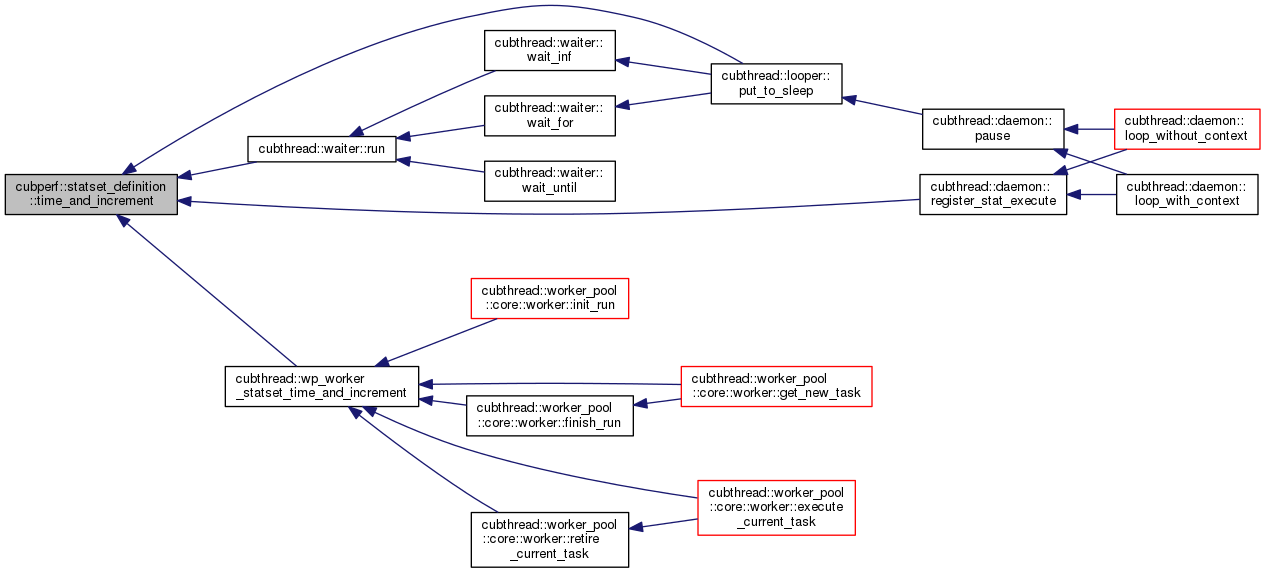 cubthread::waiter::
wait_inf
cubthread::looper::
put_to_sleep
cubthread::waiter::
wait_for
cubthread::daemon::
pause
cubthread::daemon::
loop_without_context
cubthread::waiter::run
cubthread::waiter::
wait_until
cubperf::statset_definition
::time_and_increment
cubthread::daemon::
register_stat_execute
cubthread::daemon::
loop_with_context
cubthread::worker_pool
::core::worker::init_run
cubthread::wp_worker
_statset_time_and_increment
cubthread::worker_pool
::core::worker::get_new_task
cubthread::worker_pool
::core::worker::finish_run
cubthread::worker_pool
::core::worker::execute
_current_task
cubthread::worker_pool
::core::worker::retire
_current_task